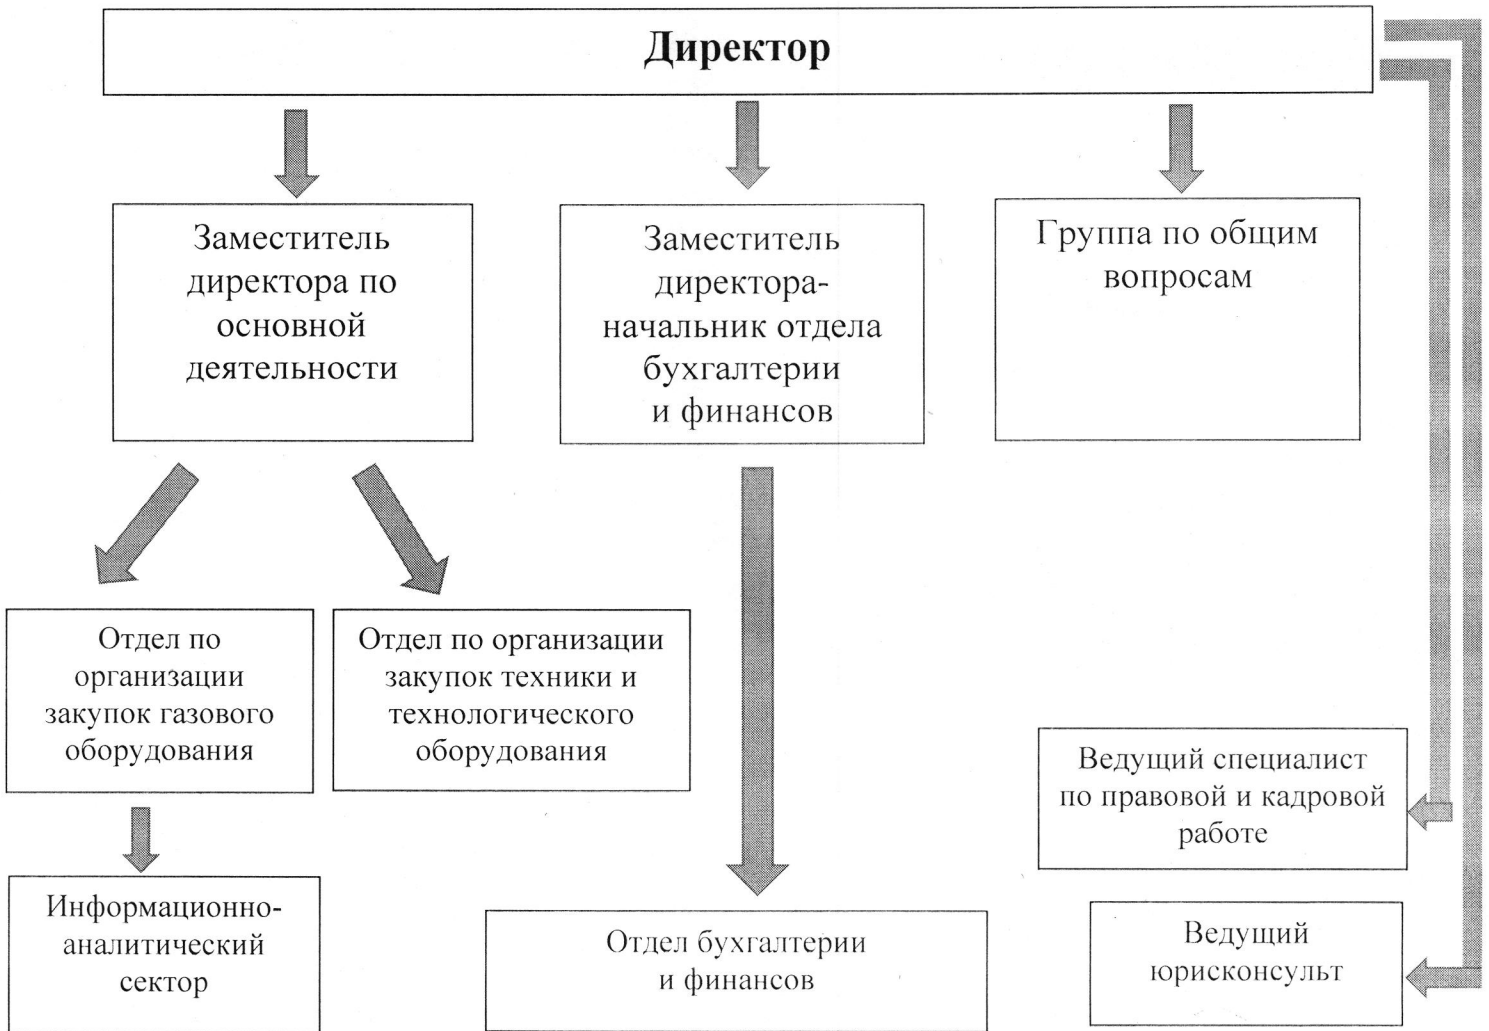 Директор
Заместитель
директора по
основной
деятельности
Заместитель
директора-
начальник отдела
бухгалтерии
и финансов
Группа по общим
вопросам
Отдел по
организации
закупок газового
оборудования
Отдел по организации
закупок техники и
технологического
оборудования
Ведущий специалист
по правовой и кадровой
работе
Информационно-
аналитический
сектор
Отдел бухгалтерии
и финансов
Ведущий
юрисконсульт